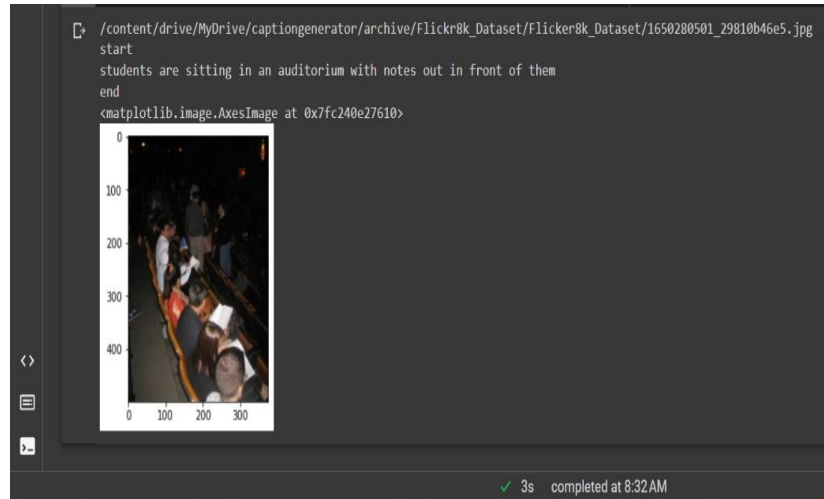 /content/drive/MyDrive/captiongenerator/archive/Flickr8k_Dataset/Flicker8k_Dataset/1650280501_29810b46e5.jpg
start
students are sitting in an auditorium with notes out in front of them
end
<matplotlib.image.AxesImage at 0x7fc240e27610>
0
100
200
300
400
0 100 200 300
3s completed at 8:32 AM